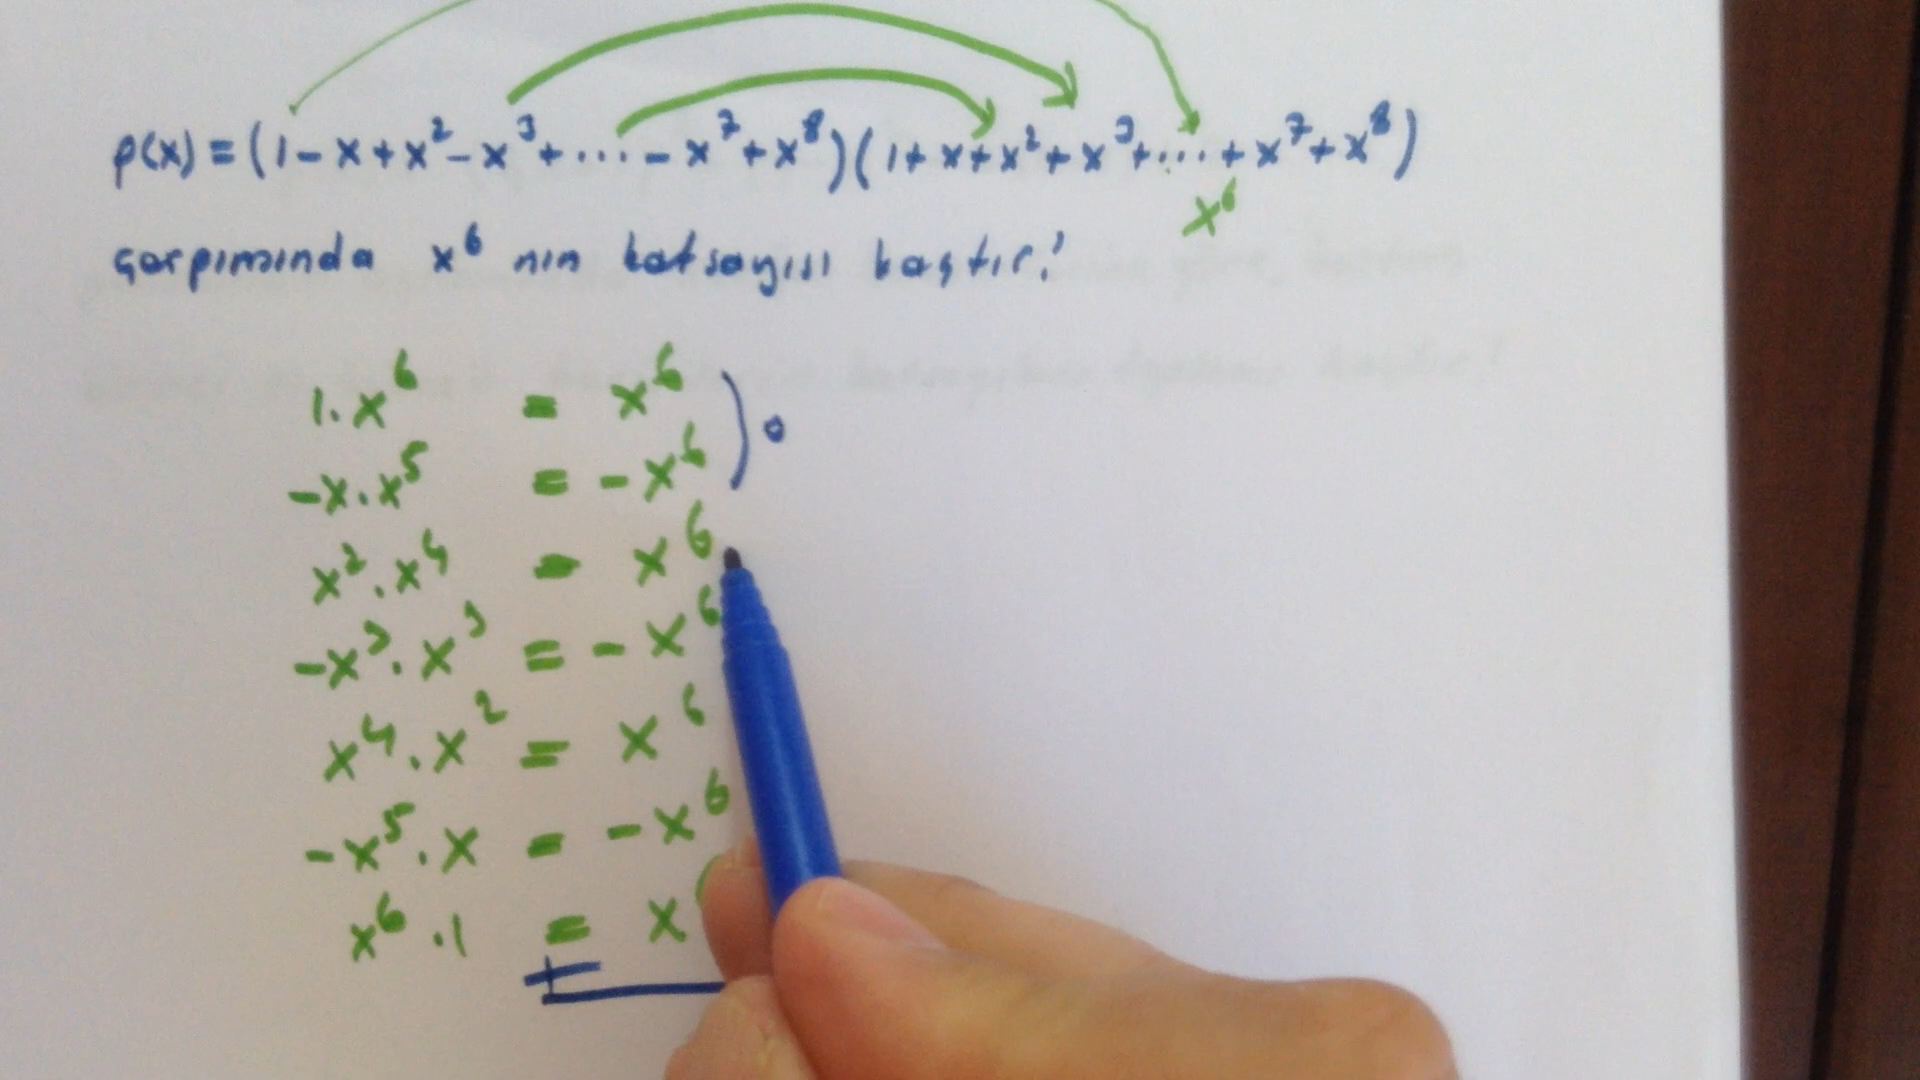 p(x) = (1 - x + x² - x³ + ... - x⁷ + x⁸)(1 + x + x² + x³ + ... + x⁷ + x⁸)
x⁶
çarpımında x⁶ nın katsayısı kaçtır?
1.x⁶ = x⁶
0
-x.x⁵ = -x⁶
x².x⁴ = x⁶
-x³.x³ = -x⁶
x⁴.x² = x⁶
-x⁵.x = -x⁶
x⁶.1 = x
+